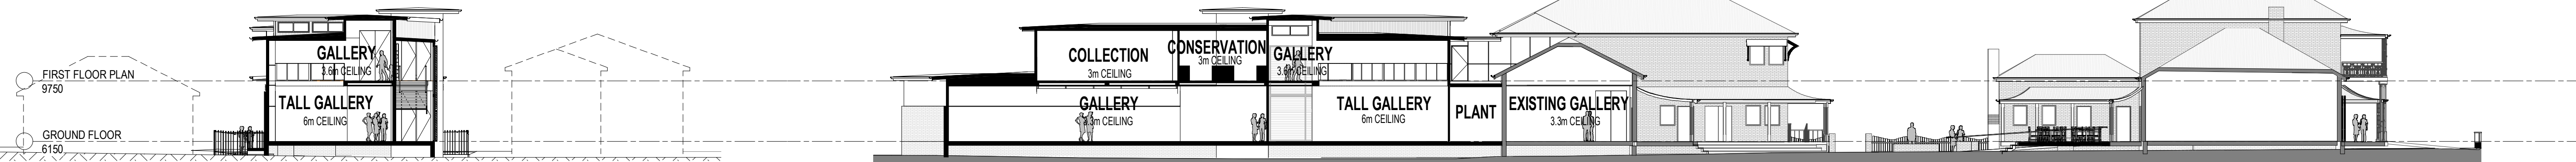 FIRST FLOOR PLAN
9750
GROUND FLOOR
6150
GALLERY
3.6m CEILING
TALL GALLERY
6m CEILING
COLLECTION
3m CEILING
CONSERVATION
3m CEILING
GALLERY
3.6m CEILING
GALLERY
3.3m CEILING
TALL GALLERY
6m CEILING
PLANT
EXISTING GALLERY
3.3m CEILING